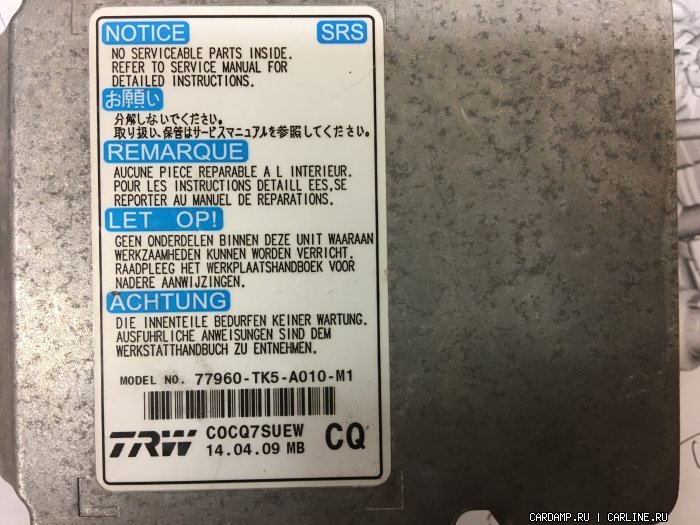 NOTICE SRS
NO SERVICEABLE PARTS INSIDE.
REFER TO SERVICE MANUAL FOR
DETAILED INSTRUCTIONS.
お願い
分解しないでください。
取り扱い、保管はサービスマニュアルを参照してください。
REMARQUE
AUCUNE PIECE REPARABLE A L INTERIEUR.
POUR LES INSTRUCTIONS DETAILL EES,SE
REPORTER AU MANUEL DE REPARATIONS.
LET OP!
GEEN ONDERDELEN BINNEN DEZE UNIT WAARAAN
WERKZAAMHEDEN KUNNEN WORDEN VERRICHT.
RAADPLEEG HET WERKPLAATSHANDBOEK VOOR
NADERE AANWIJZINGEN.
ACHTUNG
DIE INNENTEILE BEDURFEN KEINER WARTUNG.
AUSFUHRLICHE ANWEISUNGEN SIND DEM
WERKSTATTHANDBUCH ZU ENTNEHMEN.
MODEL NO. 77960-TK5-A010-M1
TRW COCQ7SUEW CQ
14.04.09 MB
CARDAMP.RU | CARLINE.RU